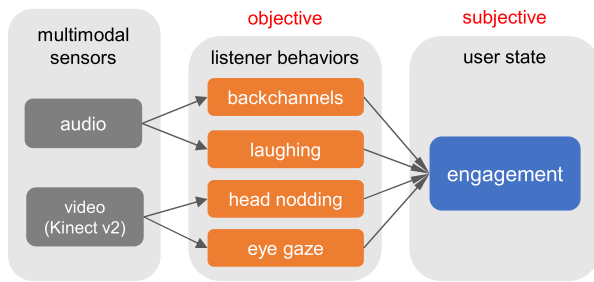 objective
subjective
multimodal
sensors
listener behaviors
user state
audio
video
(Kinect v2)
backchannels
laughing
head nodding
eye gaze
engagement